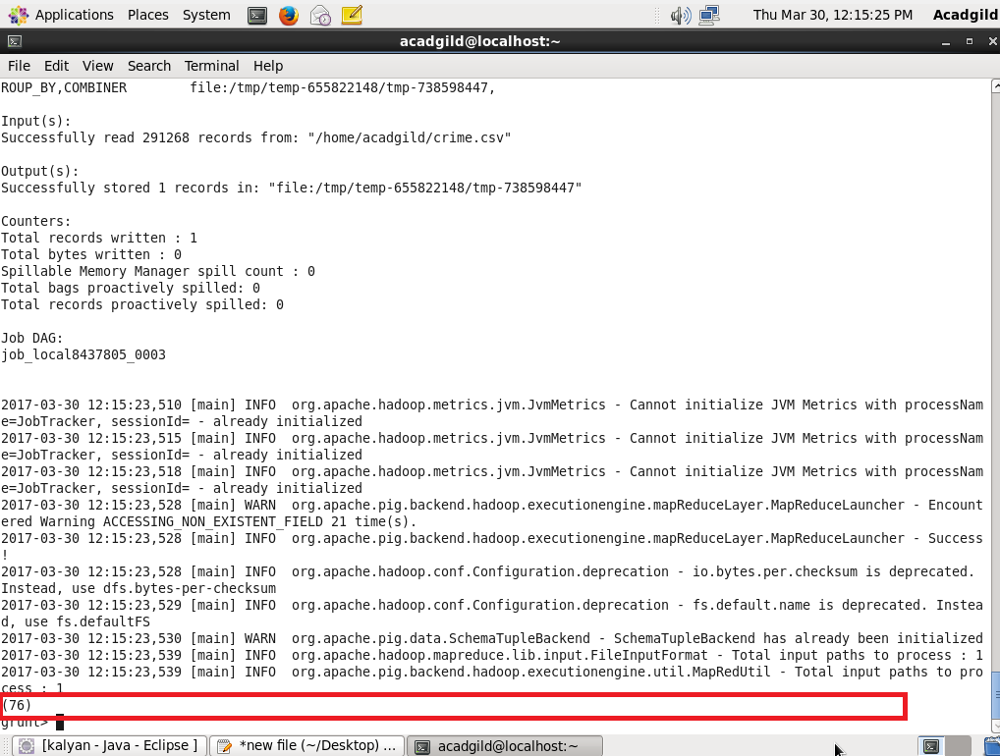 Applications Places System Thu Mar 30, 12:15:25 PM Acadgild
acadgild@localhost:~
File Edit View Search Terminal Help
ROUP_BY,COMBINER        file:/tmp/temp-655822148/tmp-738598447,
Input(s):
Successfully read 291268 records from: "/home/acadgild/crime.csv"
Output(s):
Successfully stored 1 records in: "file:/tmp/temp-655822148/tmp-738598447"
Counters:
Total records written : 1
Total bytes written : 0
Spillable Memory Manager spill count : 0
Total bags proactively spilled: 0
Total records proactively spilled: 0
Job DAG:
job_local8437805_0003
2017-03-30 12:15:23,510 [main] INFO  org.apache.hadoop.metrics.jvm.JvmMetrics - Cannot initialize JVM Metrics with processNam
e=JobTracker, sessionId= - already initialized
2017-03-30 12:15:23,515 [main] INFO  org.apache.hadoop.metrics.jvm.JvmMetrics - Cannot initialize JVM Metrics with processNam
e=JobTracker, sessionId= - already initialized
2017-03-30 12:15:23,518 [main] INFO  org.apache.hadoop.metrics.jvm.JvmMetrics - Cannot initialize JVM Metrics with processNam
e=JobTracker, sessionId= - already initialized
2017-03-30 12:15:23,528 [main] WARN  org.apache.pig.backend.hadoop.executionengine.mapReduceLayer.MapReduceLauncher - Encount
ered Warning ACCESSING_NON_EXISTENT_FIELD 21 time(s).
2017-03-30 12:15:23,528 [main] INFO  org.apache.pig.backend.hadoop.executionengine.mapReduceLayer.MapReduceLauncher - Success
!
2017-03-30 12:15:23,528 [main] INFO  org.apache.hadoop.conf.Configuration.deprecation - io.bytes.per.checksum is deprecated.
Instead, use dfs.bytes-per-checksum
2017-03-30 12:15:23,529 [main] INFO  org.apache.hadoop.conf.Configuration.deprecation - fs.default.name is deprecated. Instea
d, use fs.defaultFS
2017-03-30 12:15:23,530 [main] WARN  org.apache.pig.data.SchemaTupleBackend - SchemaTupleBackend has already been initialized
2017-03-30 12:15:23,539 [main] INFO  org.apache.hadoop.mapreduce.lib.input.FileInputFormat - Total input paths to process : 1
2017-03-30 12:15:23,539 [main] INFO  org.apache.pig.backend.hadoop.executionengine.util.MapRedUtil - Total input paths to pro
cess : 1
(76)
grunt>
[kalyan - Java - Eclipse ] *new file (~/Desktop) ... acadgild@localhost:~